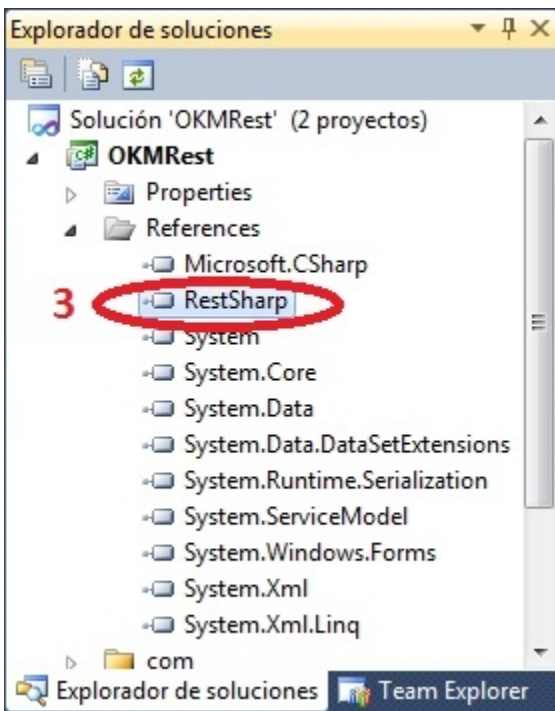 Explorador de soluciones
Solución 'OKMRest' (2 proyectos)
OKMRest
Properties
References
Microsoft.CSharp
3 RestSharp
System
System.Core
System.Data
System.Data.DataSetExtensions
System.Runtime.Serialization
System.ServiceModel
System.Windows.Forms
System.Xml
System.Xml.Linq
com
Explorador de soluciones Team Explorer